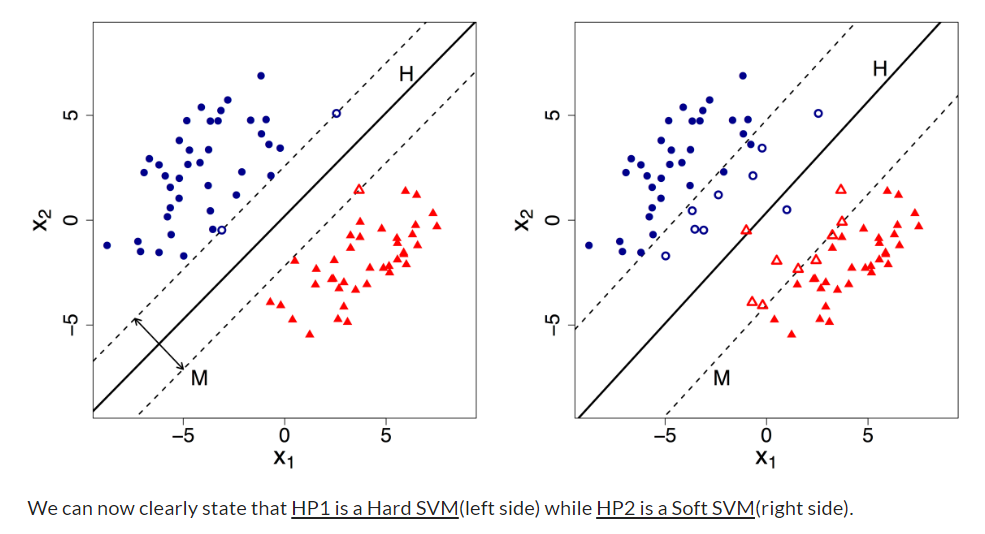 H
H
5
0
−5
x2
M
−5 0 5
x1
5
0
−5
x2
M
−5 0 5
x1
We can now clearly state that HP1 is a Hard SVM(left side) while HP2 is a Soft SVM(right side).